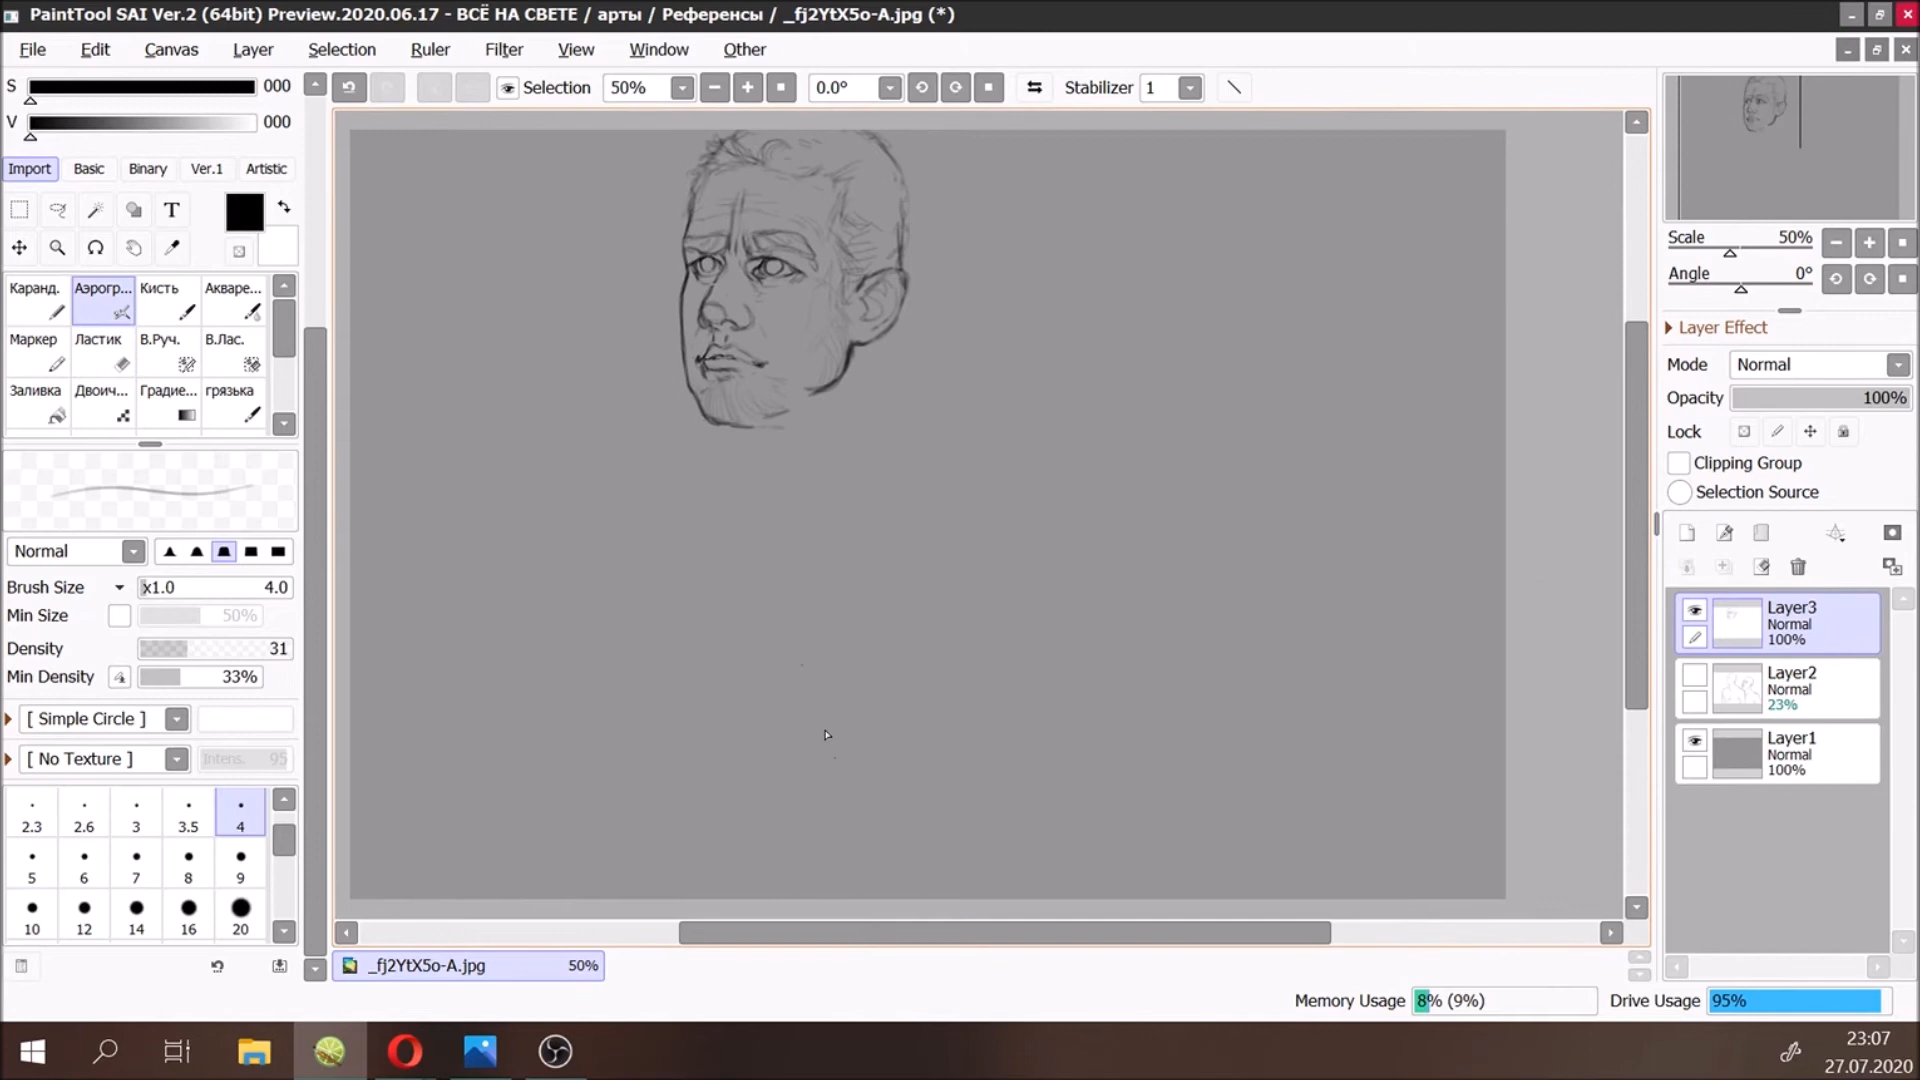 PaintTool SAI Ver.2 (64bit) Preview.2020.06.17 - ВСЁ НА СВЕТЕ / арты / Референсы / _fj2YtX5o-A.jpg (*)
File Edit Canvas Layer Selection Ruler Filter View Window Other
S 000
V 000
Selection 50% 0.0° Stabilizer 1
Import Basic Binary Ver.1 Artistic
T
Каранд. Аэрогр... Кисть Акваре...
Маркер Ластик В.Руч. В.Лас.
Заливка Двоич... Градие... грязька
Normal
Brush Size x1.0 4.0
Min Size 50%
Density 31
Min Density 33%
[ Simple Circle ]
[ No Texture ] Intens. 95
2.3 2.6 3 3.5 4
5 6 7 8 9
10 12 14 16 20
_fj2YtX5o-A.jpg 50%
Scale 50%
Angle 0°
Layer Effect
Mode Normal
Opacity 100%
Lock
Clipping Group
Selection Source
Layer3
Normal
100%
Layer2
Normal
23%
Layer1
Normal
100%
Memory Usage 8% (9%) Drive Usage 95%
23:07
27.07.2020